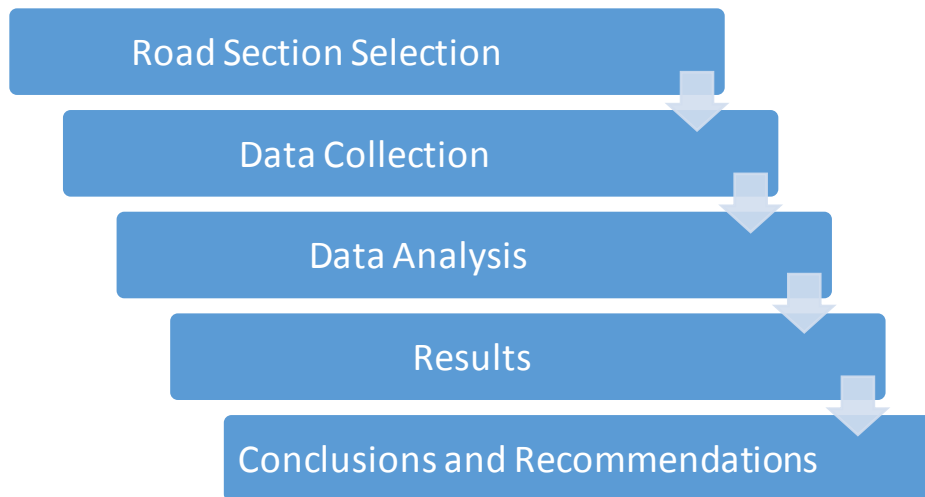 Road Section Selection
Data Collection
Data Analysis
Results
Conclusions and Recommendations